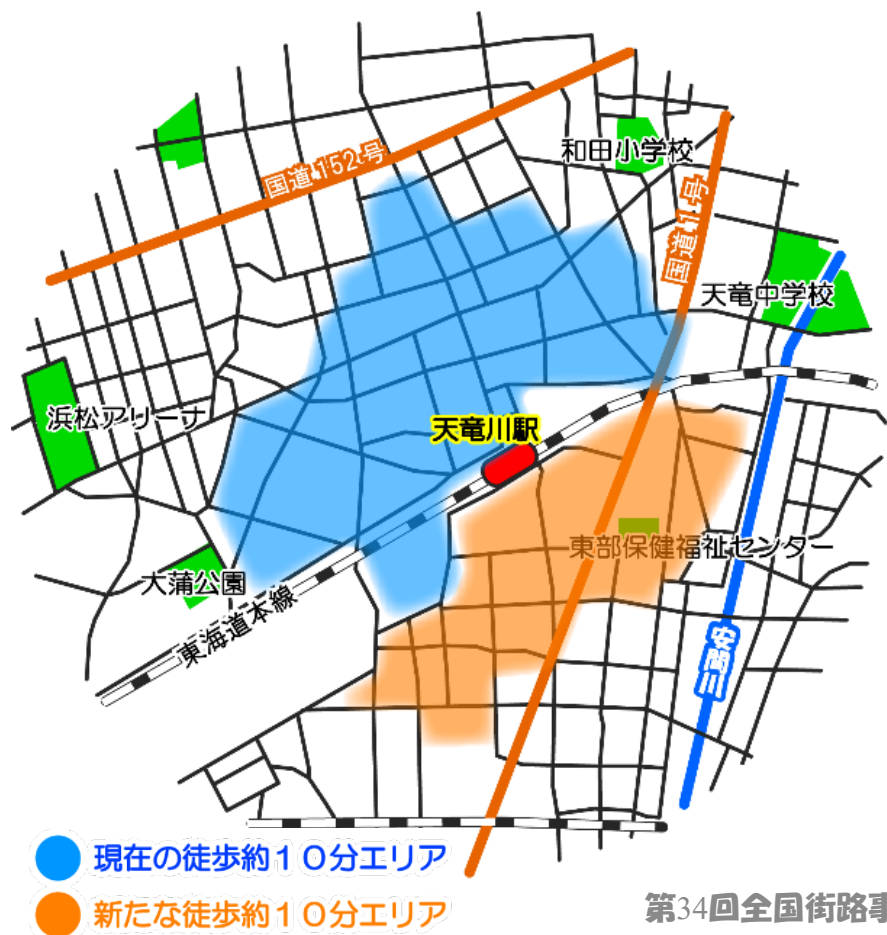 和田小学校
国道152号
国道1号
天竜中学校
浜松アリーナ
天竜川駅
東部保健福祉センター
大蒲公園
東海道本線
安間川
現在の徒歩約10分エリア
新たな徒歩約10分エリア
第34回全国街路事